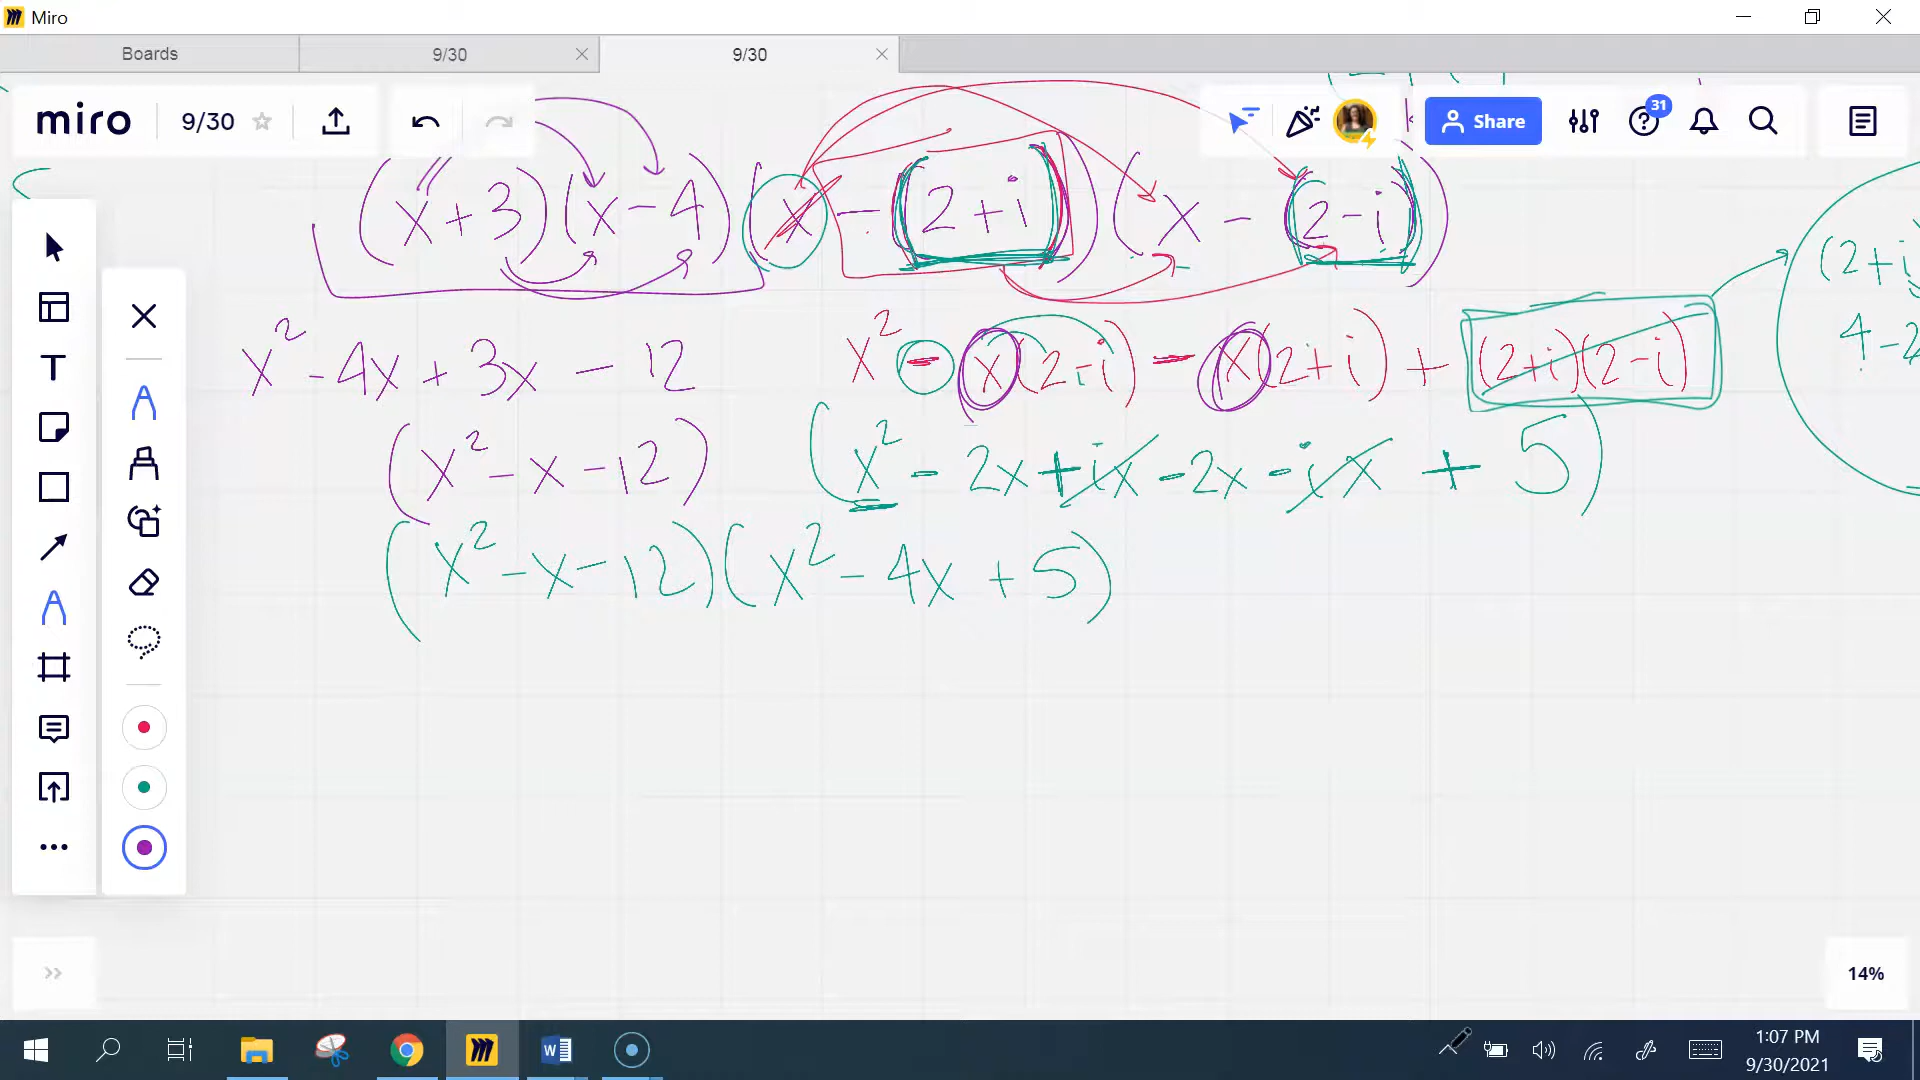 Miro
Boards 9/30 9/30
miro 9/30 Share 31
(x+3)(x-4)(x-(2+i))(x-(2-i))
x² -4x + 3x - 12
x² - x(2-i) - x(2+i) + (2+i)(2-i)
(2+i
4-2
(x² - x - 12)
(x² - 2x + ix - 2x - ix + 5)
(x² - x - 12)(x² - 4x + 5)
T
14%
1:07 PM
9/30/2021